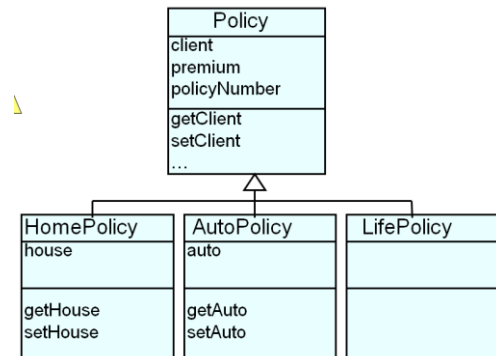 Policy
client
premium
policyNumber
getClient
setClient
...
HomePolicy
house
getHouse
setHouse
AutoPolicy
auto
getAuto
setAuto
LifePolicy